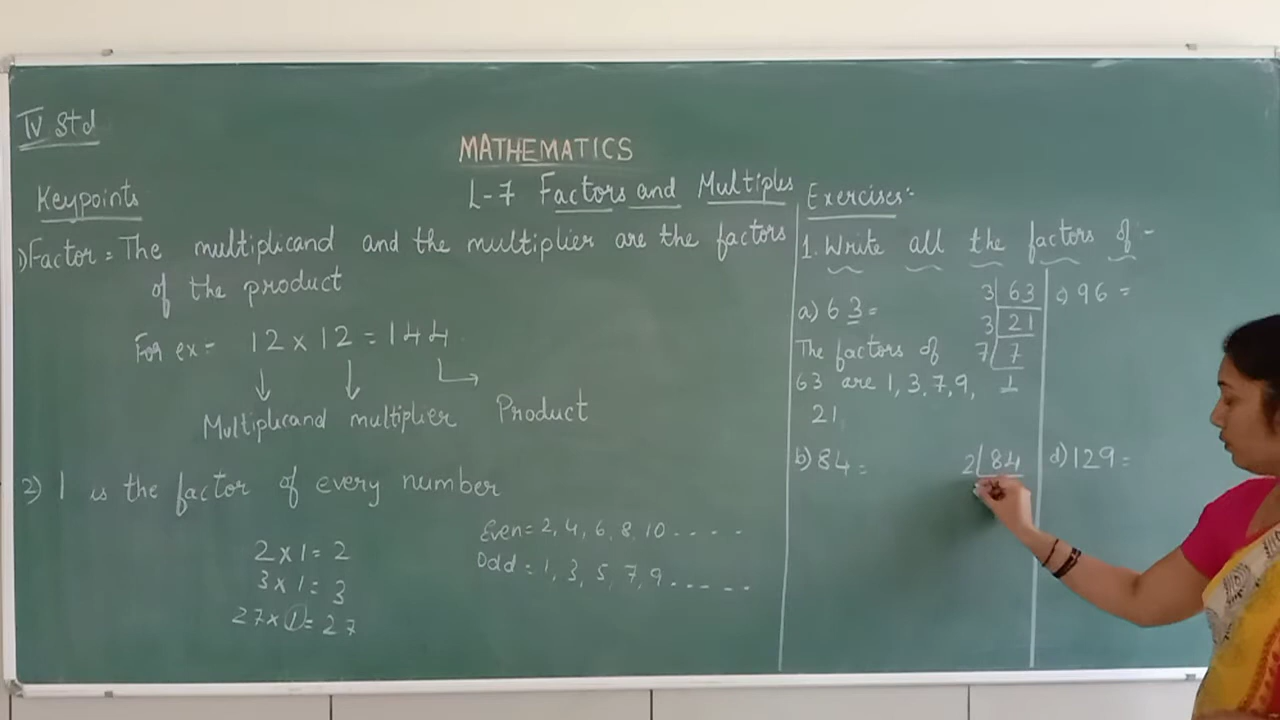 IV Std
MATHEMATICS
L-7 Factors and Multiples
Keypoints
1) Factor = The multiplicand and the multiplier are the factors
of the product
For ex = 12 x 12 = 144
Multiplicand multiplier Product
2) 1 is the factor of every number
2 x 1 = 2
3 x 1 = 3
27 x 1 = 27
Even = 2, 4, 6, 8, 10 . . . . .
Odd = 1, 3, 5, 7, 9 . . . . . .
Exercises:-
1. Write all the factors of -
a) 63 =
The factors of
63 are 1, 3, 7, 9,
21,
3 63
3 21
7 7
1
b) 84 =
2 84
c) 96 =
d) 129 =